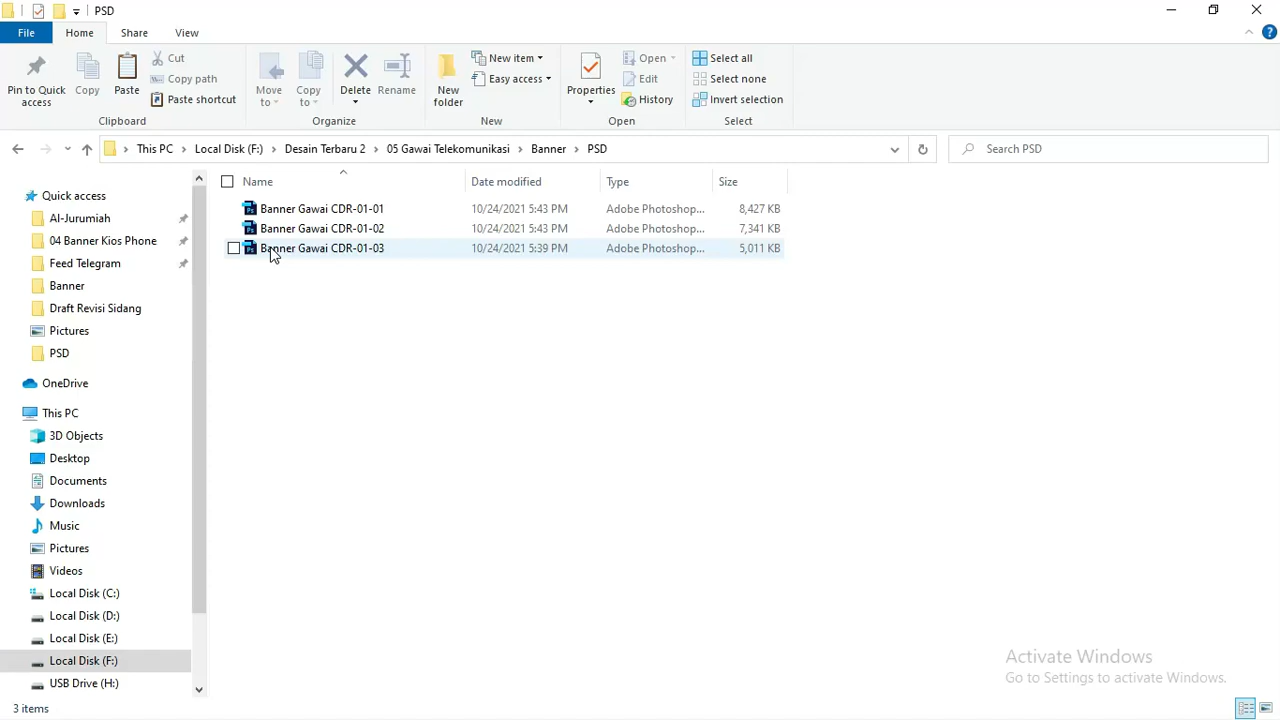 PSD
File Home Share View
Pin to Quick access
Copy
Paste
Cut
Copy path
Paste shortcut
Clipboard
Move to
Copy to
Delete
Rename
Organize
New folder
New item
Easy access
New
Properties
Open
Edit
History
Open
Select all
Select none
Invert selection
Select
This PC › Local Disk (F:) › Desain Terbaru 2 › 05 Gawai Telekomunikasi › Banner › PSD
Search PSD
Quick access
Al-Jurumiah
04 Banner Kios Phone
Feed Telegram
Banner
Draft Revisi Sidang
Pictures
PSD
OneDrive
This PC
3D Objects
Desktop
Documents
Downloads
Music
Pictures
Videos
Local Disk (C:)
Local Disk (D:)
Local Disk (E:)
Local Disk (F:)
USB Drive (H:)
Name Date modified Type Size
Banner Gawai CDR-01-01 10/24/2021 5:43 PM Adobe Photoshop... 8,427 KB
Banner Gawai CDR-01-02 10/24/2021 5:43 PM Adobe Photoshop... 7,341 KB
Banner Gawai CDR-01-03 10/24/2021 5:39 PM Adobe Photoshop... 5,011 KB
Activate Windows
Go to Settings to activate Windows.
3 items